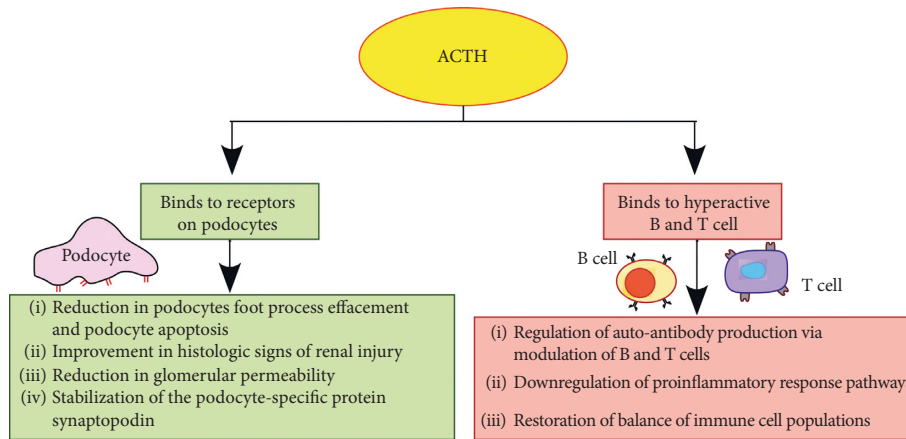 ACTH
Binds to receptors
on podocytes
Podocyte
(i) Reduction in podocytes foot process effacement
and podocyte apoptosis
(ii) Improvement in histologic signs of renal injury
(iii) Reduction in glomerular permeability
(iv) Stabilization of the podocyte-specific protein
synaptopodin
Binds to hyperactive
B and T cell
B cell
T cell
(i) Regulation of auto-antibody production via
modulation of B and T cells
(ii) Downregulation of proinflammatory response pathway
(iii) Restoration of balance of immune cell populations